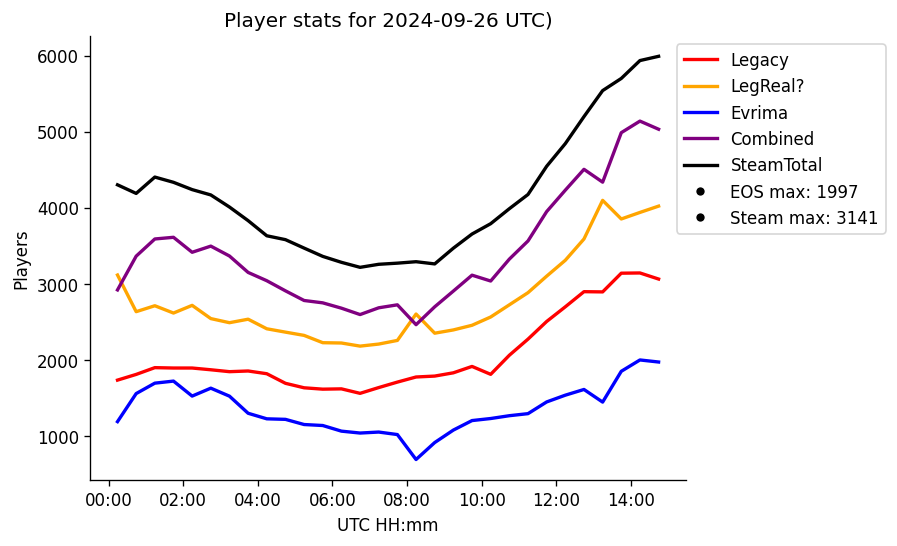 Player stats for 2024-09-26 UTC)
6000
5000
4000
3000
2000
1000
Players
00:00 02:00 04:00 06:00 08:00 10:00 12:00 14:00
UTC HH:mm
Legacy
LegReal?
Evrima
Combined
SteamTotal
EOS max: 1997
Steam max: 3141